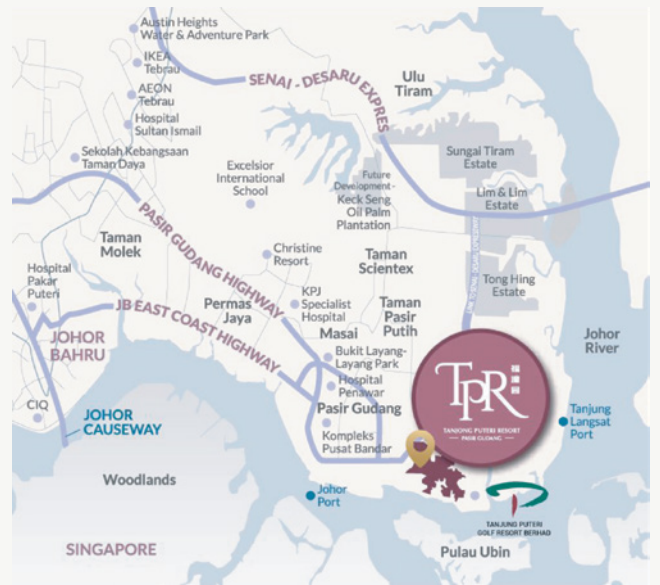 Austin Heights
Water & Adventure Park
IKEA
Tebrau
AEON
Tebrau
Hospital
Sultan Ismail
Sekolah Kebangsaan
Taman Daya
SENAI - DESARU EXPRES
Ulu
Tiram
Sungai Tiram
Estate
Excelsior
International
School
Future
Development -
Keck Seng
Oil Palm
Plantation
Lim & Lim
Estate
PASIR GUDANG HIGHWAY
Taman
Molek
Christine
Resort
Taman
Scientex
Tong Hing
Estate
Hospital
Pakar
Puteri
JB EAST COAST HIGHWAY
Permas
Jaya
KPJ
Specialist
Hospital
Taman
Pasir
Putih
Masai
JOHOR
BAHRU
Bukit Layang-
Layang Park
Johor
River
Hospital
Penawar
TPR
TANJONG PUTERI RESORT
— PASIR GUDANG —
CIQ
JOHOR
CAUSEWAY
Pasir Gudang
Kompleks
Pusat Bandar
Tanjung
Langsat
Port
Woodlands
Johor
Port
TANJUNG PUTERI
GOLF RESORT BERHAD
SINGAPORE
Pulau Ubin